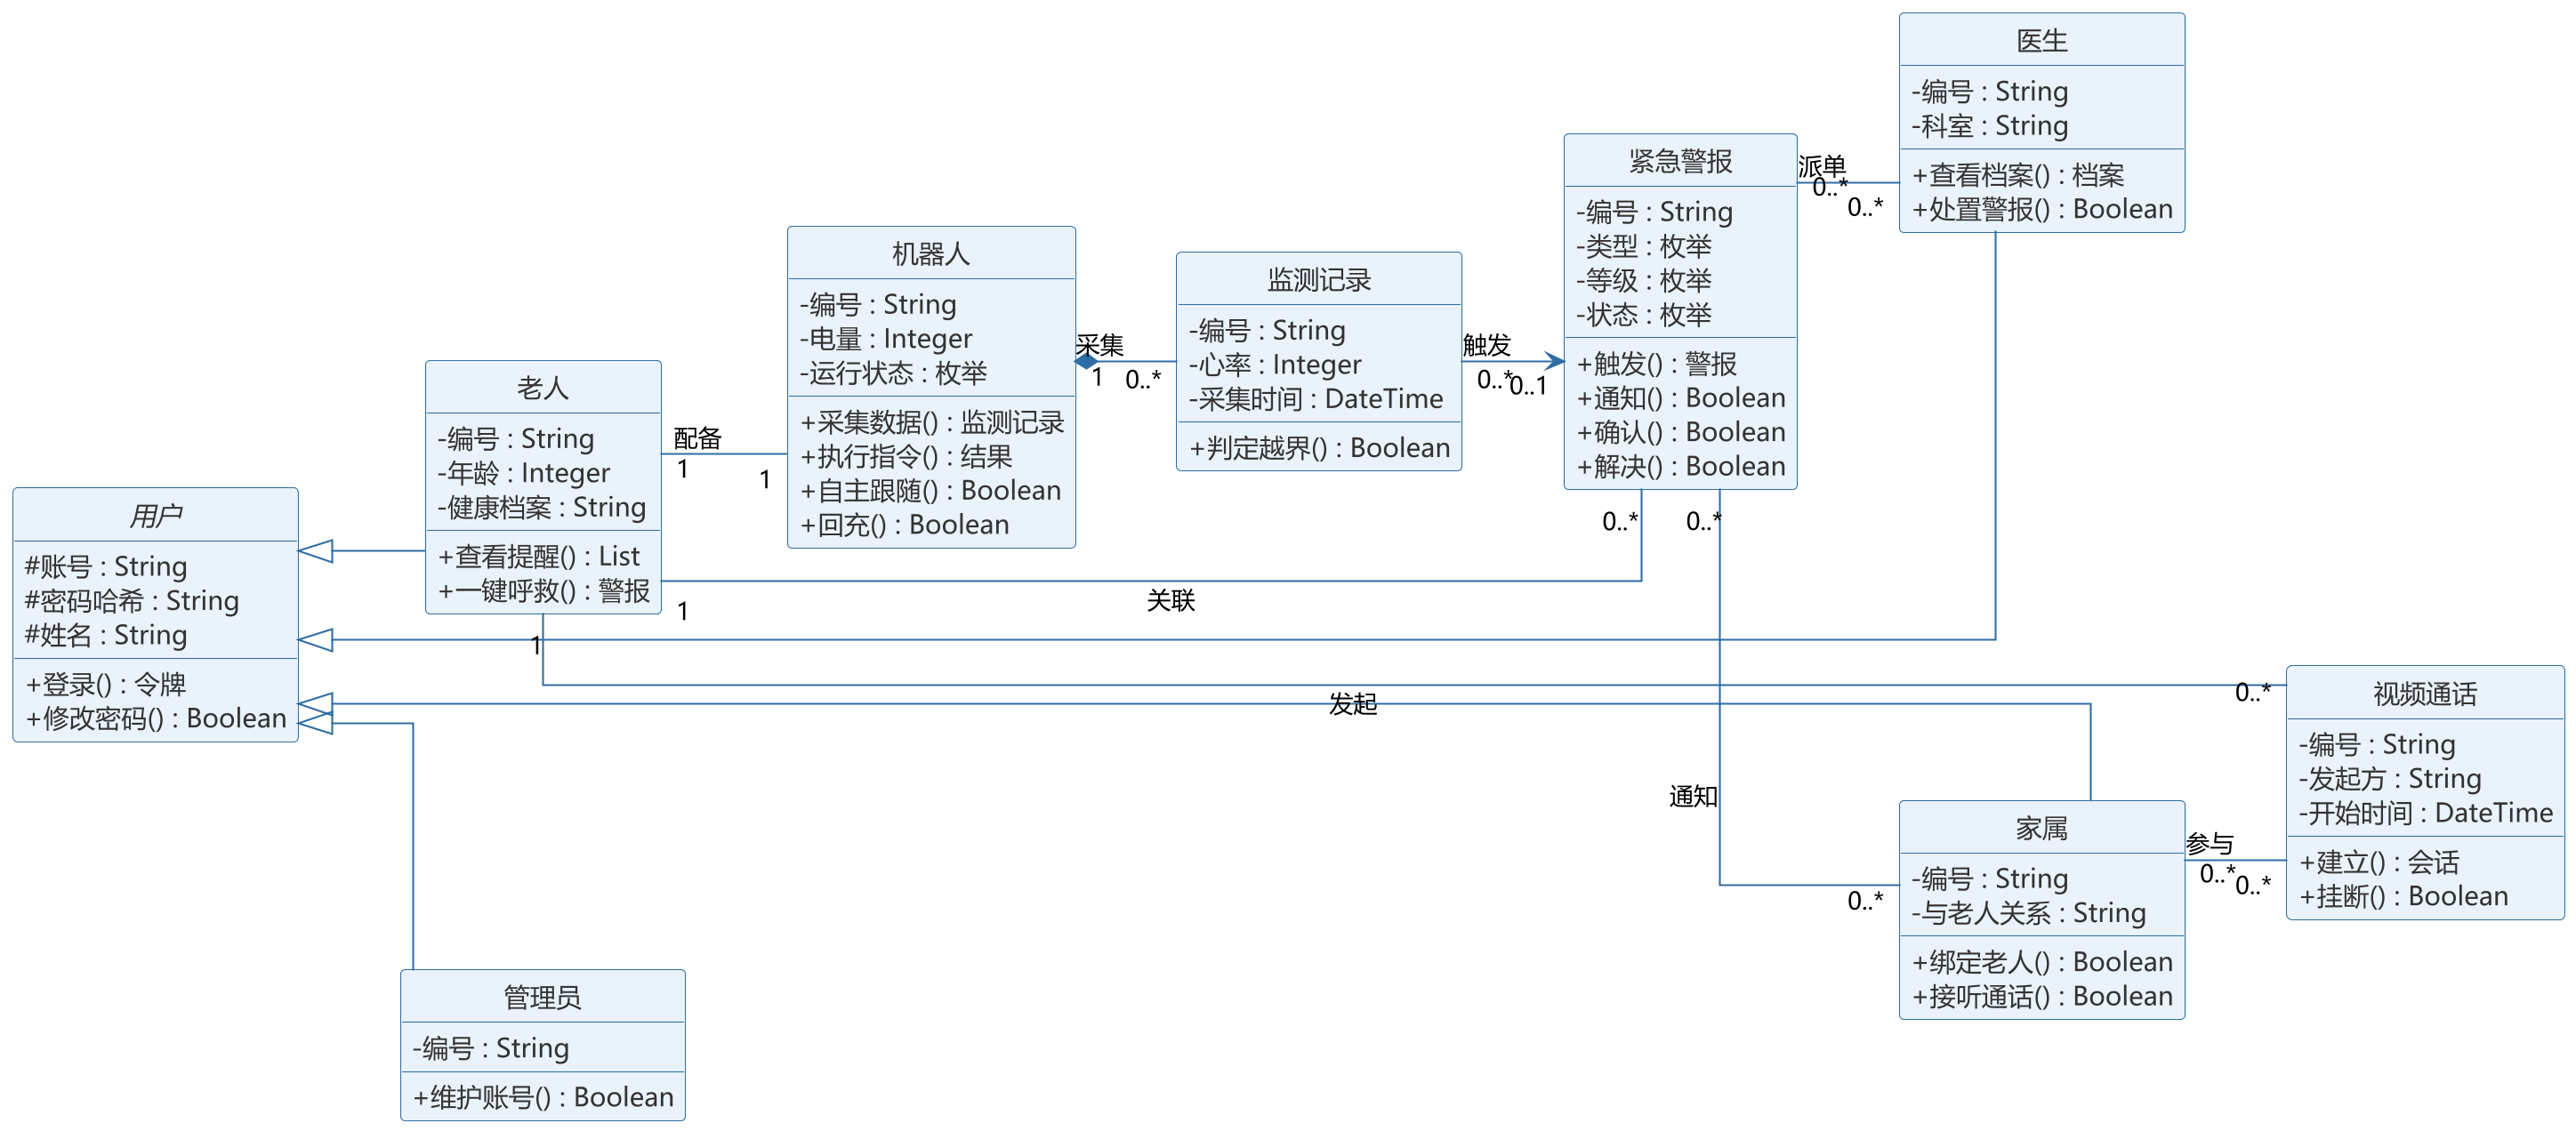 用户
#账号 : String
#密码哈希 : String
#姓名 : String
+登录() : 令牌
+修改密码() : Boolean
老人
-编号 : String
-年龄 : Integer
-健康档案 : String
+查看提醒() : List
+一键呼救() : 警报
配备
1
1
机器人
-编号 : String
-电量 : Integer
-运行状态 : 枚举
+采集数据() : 监测记录
+执行指令() : 结果
+自主跟随() : Boolean
+回充() : Boolean
采集
1
0..*
监测记录
-编号 : String
-心率 : Integer
-采集时间 : DateTime
+判定越界() : Boolean
触发
0..*
0..1
紧急警报
-编号 : String
-类型 : 枚举
-等级 : 枚举
-状态 : 枚举
+触发() : 警报
+通知() : Boolean
+确认() : Boolean
+解决() : Boolean
派单
0..*
0..*
医生
-编号 : String
-科室 : String
+查看档案() : 档案
+处置警报() : Boolean
0..*
0..*
关联
1
1
0..*
发起
通知
0..*
家属
-编号 : String
-与老人关系 : String
+绑定老人() : Boolean
+接听通话() : Boolean
参与
0..*
0..*
视频通话
-编号 : String
-发起方 : String
-开始时间 : DateTime
+建立() : 会话
+挂断() : Boolean
管理员
-编号 : String
+维护账号() : Boolean